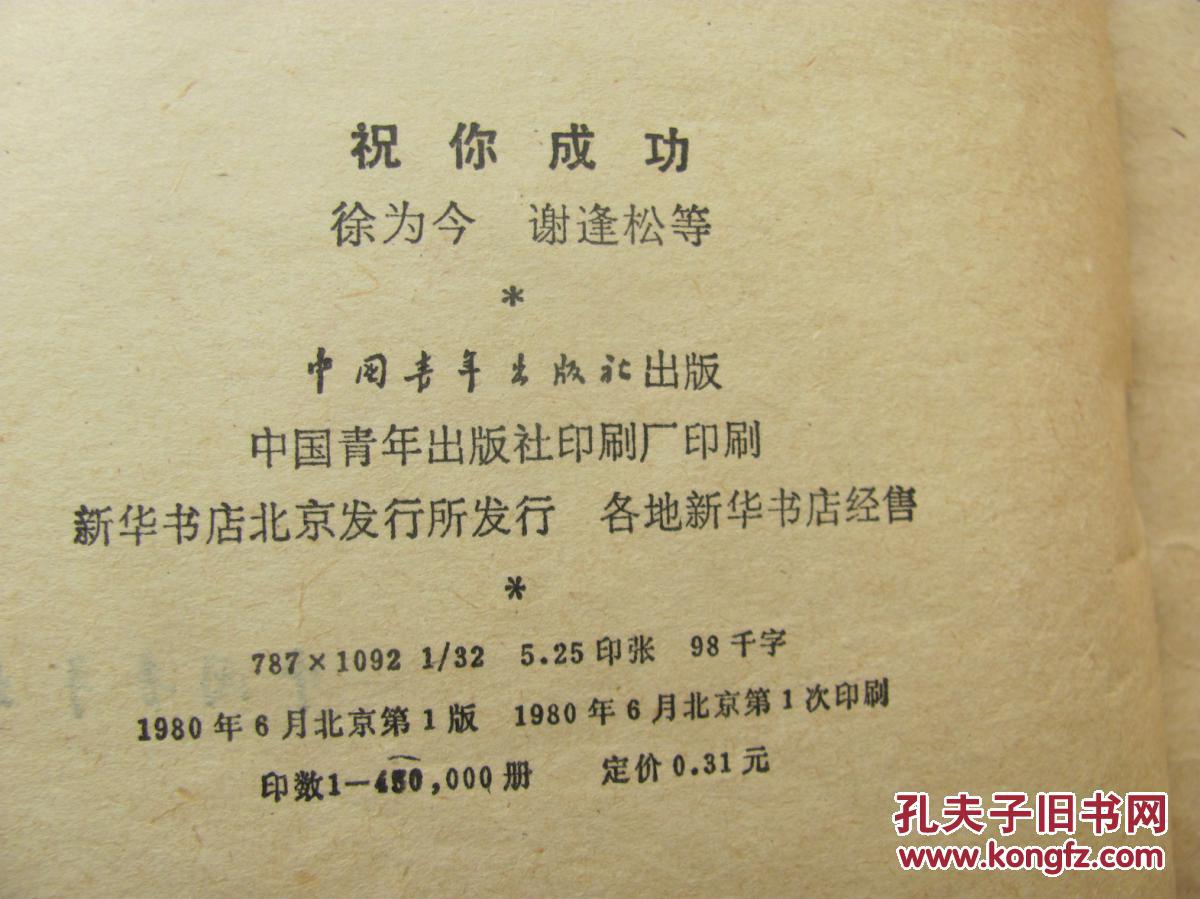 祝你成功
徐为今 谢逢松等
*
中国青年出版社出版
中国青年出版社印刷厂印刷
新华书店北京发行所发行 各地新华书店经售
*
787×1092 1/32 5.25印张 98千字
1980年6月北京第1版 1980年6月北京第1次印刷
印数1—450,000册 定价0.31元
孔夫子旧书网
www.kongfz.com